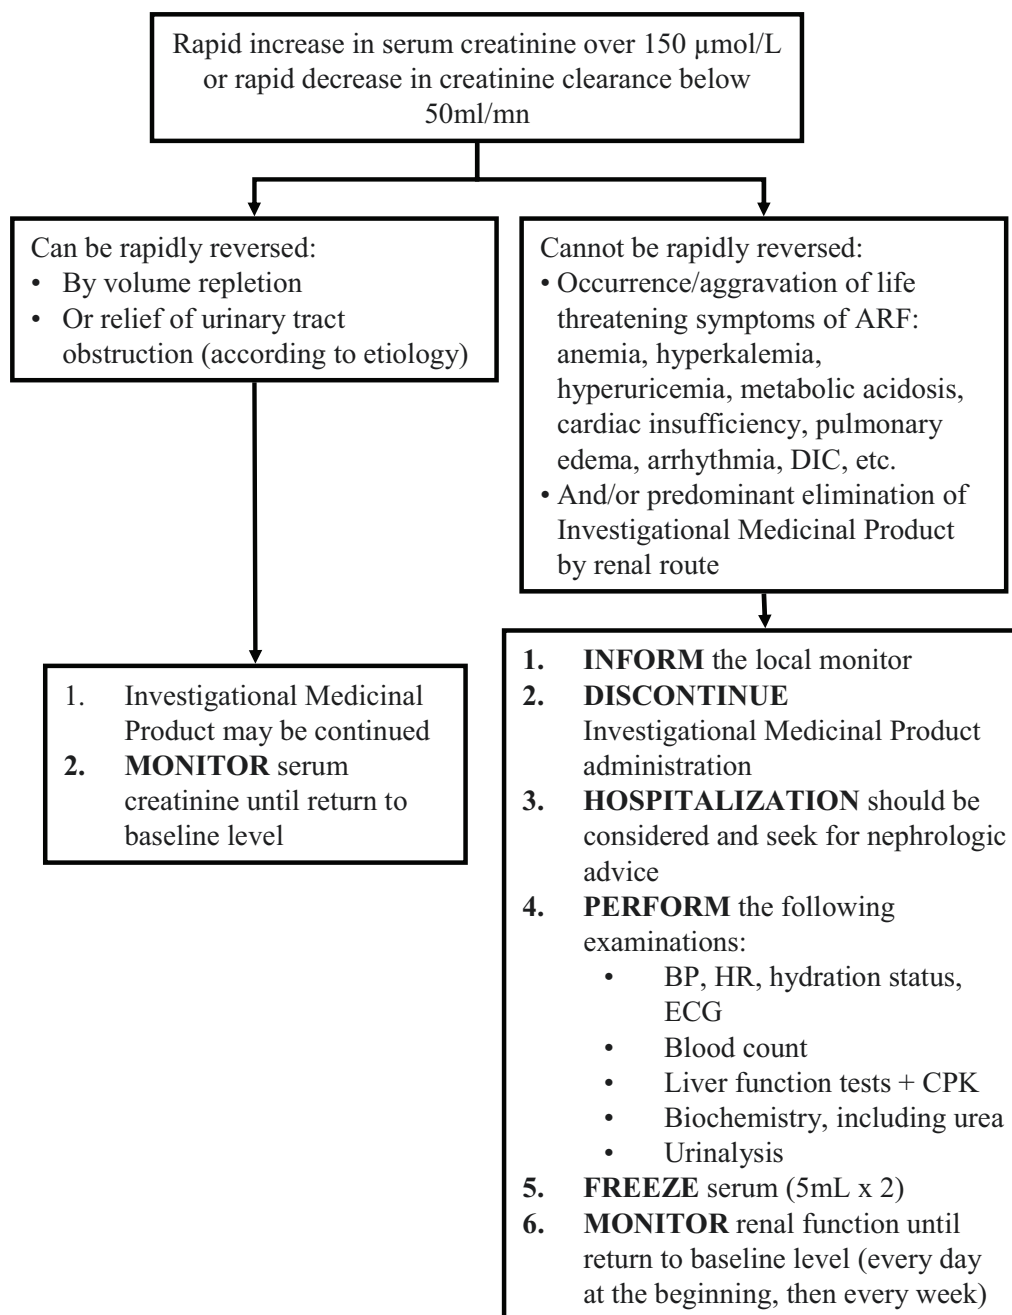 Rapid increase in serum creatinine over 150 µmol/L
or rapid decrease in creatinine clearance below
50ml/mn
Can be rapidly reversed:
• By volume repletion
• Or relief of urinary tract
obstruction (according to etiology)
Cannot be rapidly reversed:
• Occurrence/aggravation of life
threatening symptoms of ARF:
anemia, hyperkalemia,
hyperuricemia, metabolic acidosis,
cardiac insufficiency, pulmonary
edema, arrhythmia, DIC, etc.
• And/or predominant elimination of
Investigational Medicinal Product
by renal route
1. Investigational Medicinal
Product may be continued
2. MONITOR serum
creatinine until return to
baseline level
1. INFORM the local monitor
2. DISCONTINUE
Investigational Medicinal Product
administration
3. HOSPITALIZATION should be
considered and seek for nephrologic
advice
4. PERFORM the following
examinations:
• BP, HR, hydration status,
ECG
• Blood count
• Liver function tests + CPK
• Biochemistry, including urea
• Urinalysis
5. FREEZE serum (5mL x 2)
6. MONITOR renal function until
return to baseline level (every day
at the beginning, then every week)